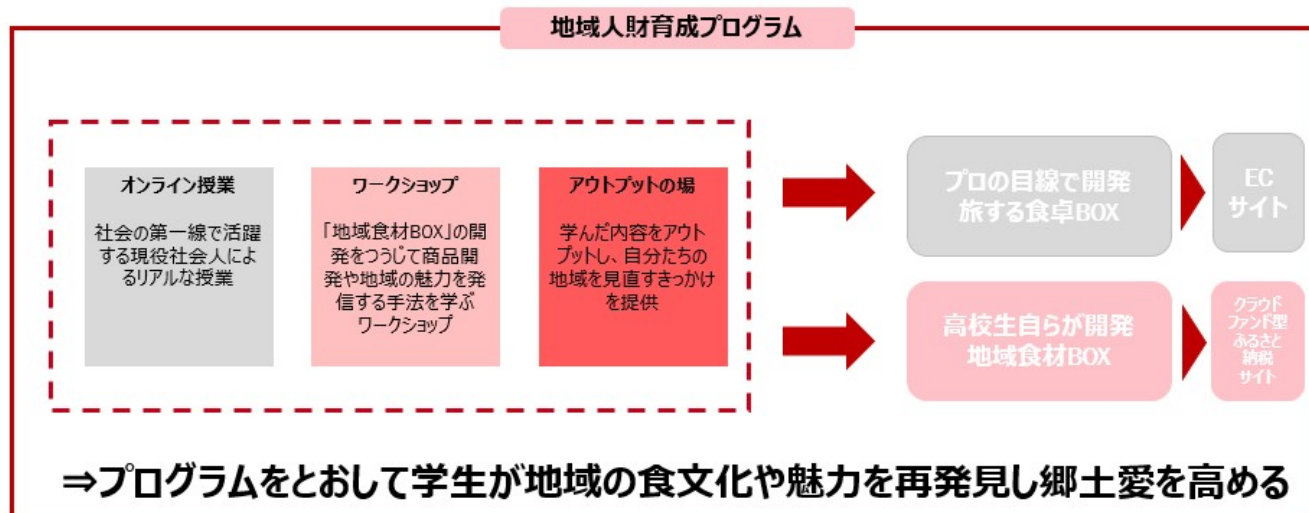 地域人財育成プログラム
オンライン授業
社会の第一線で活躍
する現役社会人によ
るリアルな授業
ワークショップ
「地域食材BOX」の開
発をつうじて商品開
発や地域の魅力を発
信する手法を学ぶ
ワークショップ
アウトプットの場
学んだ内容をアウト
プットし、自分たちの
地域を見直すきっかけ
を提供
プロの目線で開発
旅する食卓BOX
EC
サイト
高校生自らが開発
地域食材BOX
クラウド
ファンド型
ふるさと
納税
サイト
⇒プログラムをとおして学生が地域の食文化や魅力を再発見し郷土愛を高める